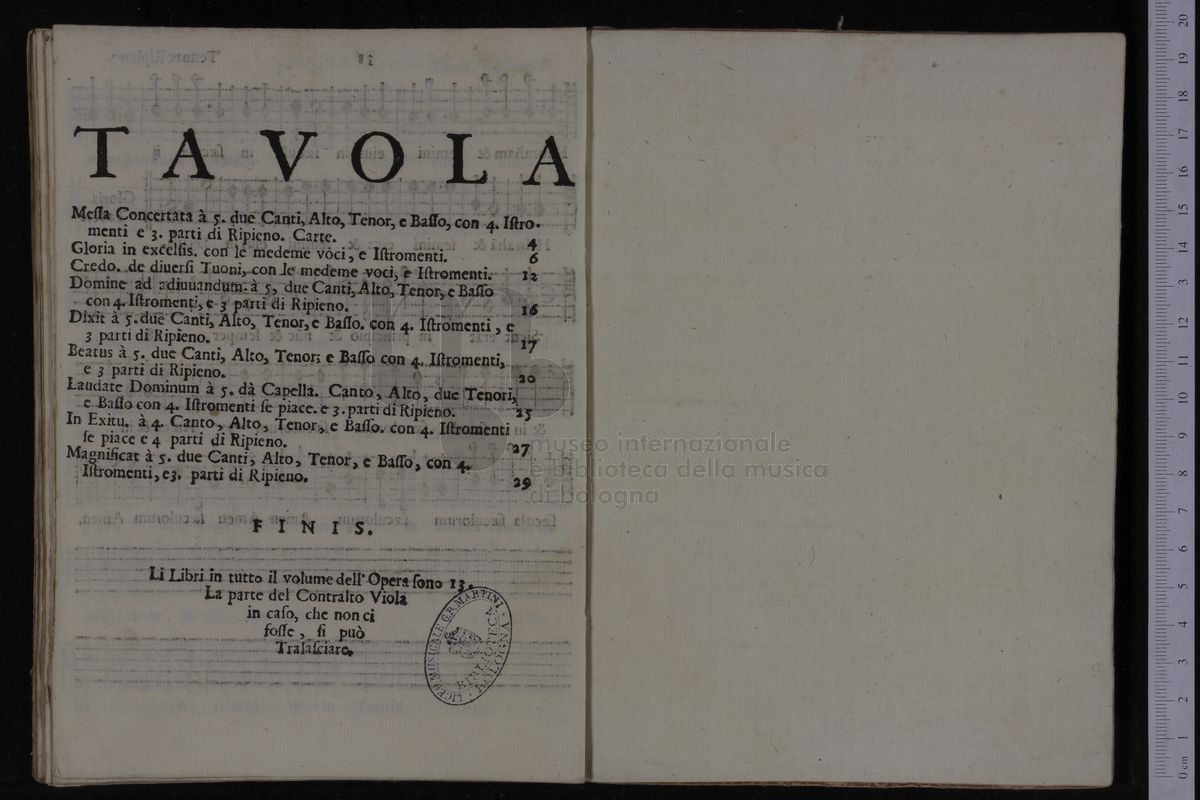 TAVOLA
Meſſa Concertata à 5. due Canti, Alto, Tenor, e Baſſo, con 4. Iſtro-
menti e 3. parti di Ripieno. Carte. 4
Gloria in excelſis. con le medeme voci, e Iſtromenti. 6
Credo. de diuerſi Tuoni, con le medeme voci, e Iſtromenti. 12
Domine ad adiuuandum. à 5. due Canti, Alto, Tenor, e Baſſo
con 4. Iſtromenti, e 3 parti di Ripieno. 16
Dixit à 5. due Canti, Alto, Tenor, e Baſſo. con 4. Iſtromenti, e
3 parti di Ripieno. 17
Beatus à 5. due Canti, Alto, Tenor, e Baſſo con 4. Iſtromenti,
e 3 parti di Ripieno. 20
Laudate Dominum à 5. dà Capella. Canto, Alto, due Tenori,
e Baſſo con 4. Iſtromenti ſe piace. e 3. parti di Ripieno. 25
In Exitu. à 4. Canto, Alto, Tenor, e Baſſo. con 4. Iſtromenti
ſe piace e 4 parti di Ripieno. 27
Magnificat à 5. due Canti, Alto, Tenor, e Baſſo, con 4.
Iſtromenti, e 3. parti di Ripieno. 29
FINIS.
Li Libri in tutto il volume dell'Opera ſono 13.
La parte del Contralto Viola
in caſo, che non ci
foſſe, ſi può
Tralaſciare.
LICEO MUSICALE G.B. MARTINI · BOLOGNA
BIBLIOTECA
museo internazionale
e biblioteca della musica
di bologna